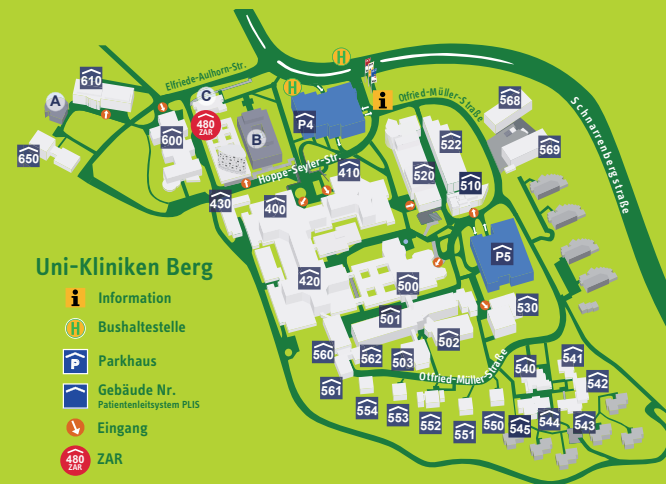 H
610
Elfriede-Aulhorn-Str.
C
H
i
A
Otfried-Müller-Straße
568
480
ZAR
P4
Schnarrenbergstraße
B
600
522
569
650
Hoppe-Seyler-Str.
410
520
510
430
400
P5
Uni-Kliniken Berg
420
500
i Information
530
501
H Bushaltestelle
502
560
562
503
P Parkhaus
Otfried-Müller-Straße
541
540
561
542
Gebäude Nr.
Patientenleitsystem PLIS
554
553
552
551
550
545
544
543
Eingang
480
ZAR
ZAR